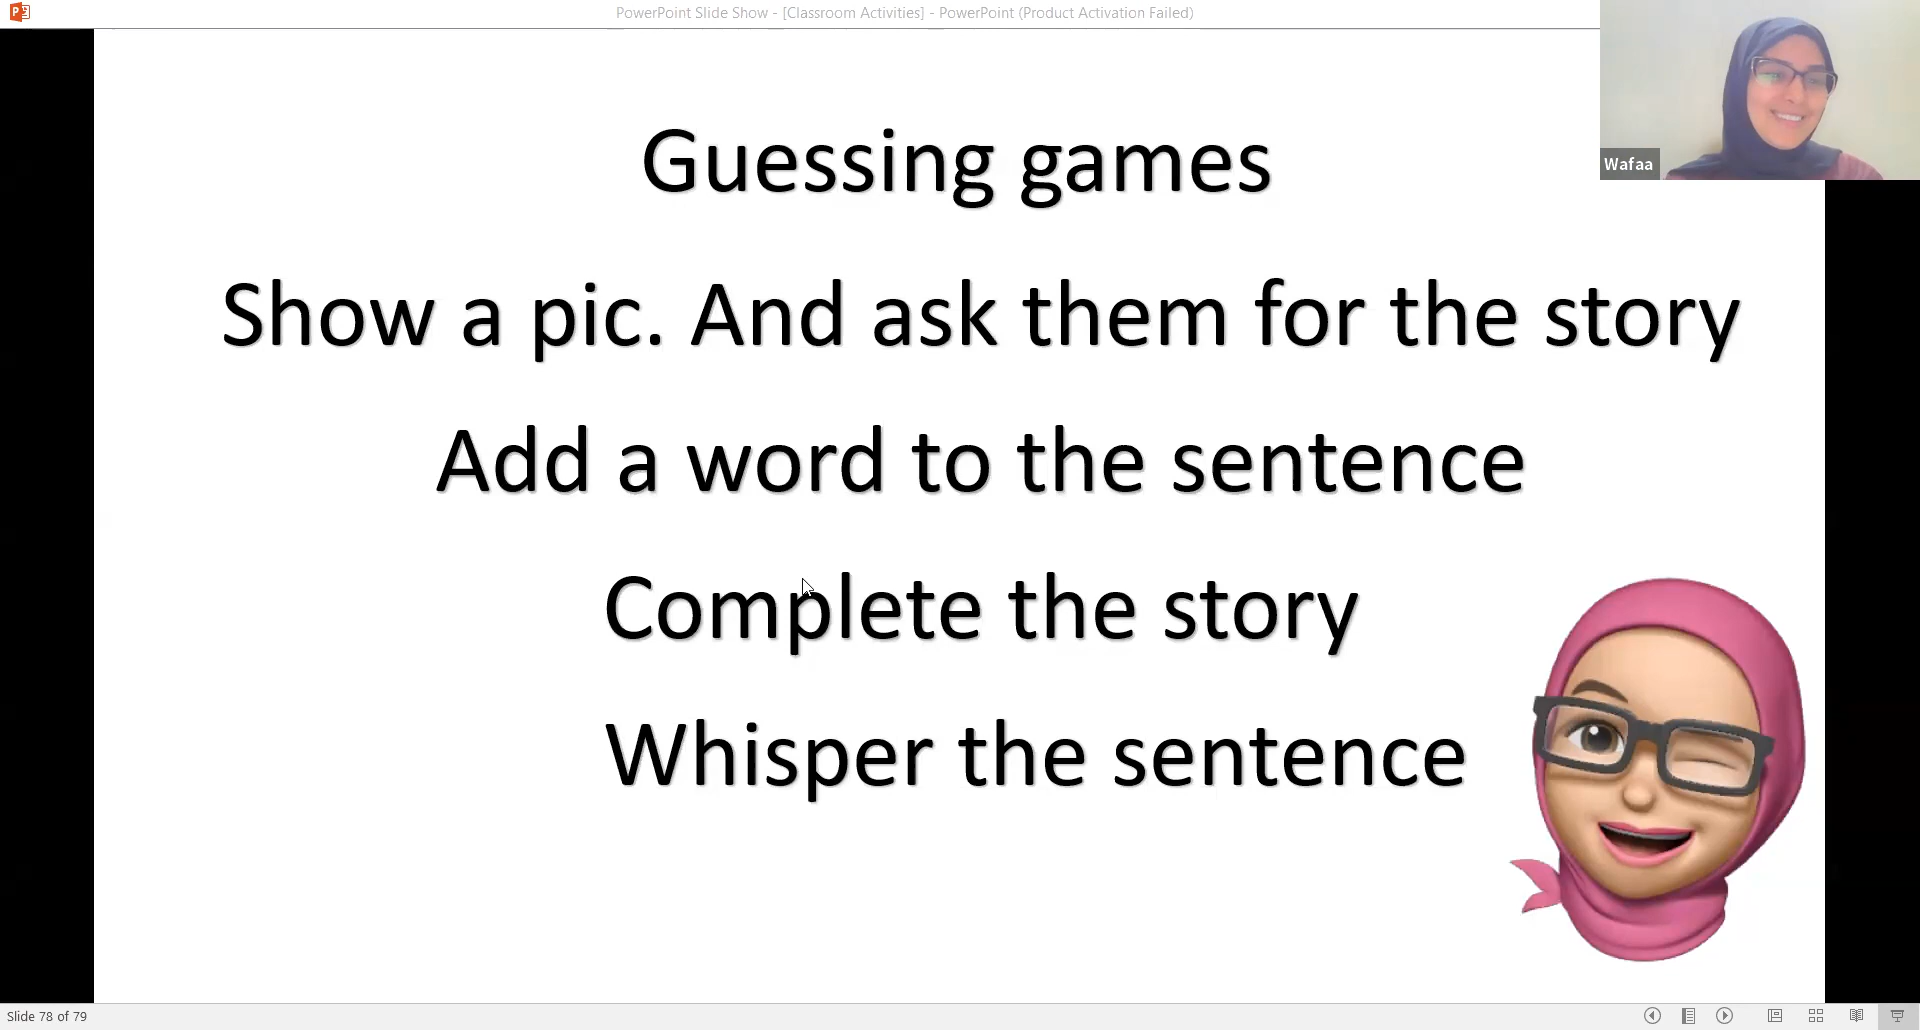 PowerPoint Slide Show - [Classroom Activities] - PowerPoint (Product Activation Failed)
Wafaa
Guessing games
Show a pic. And ask them for the story
Add a word to the sentence
Complete the story
Whisper the sentence
Slide 78 of 79